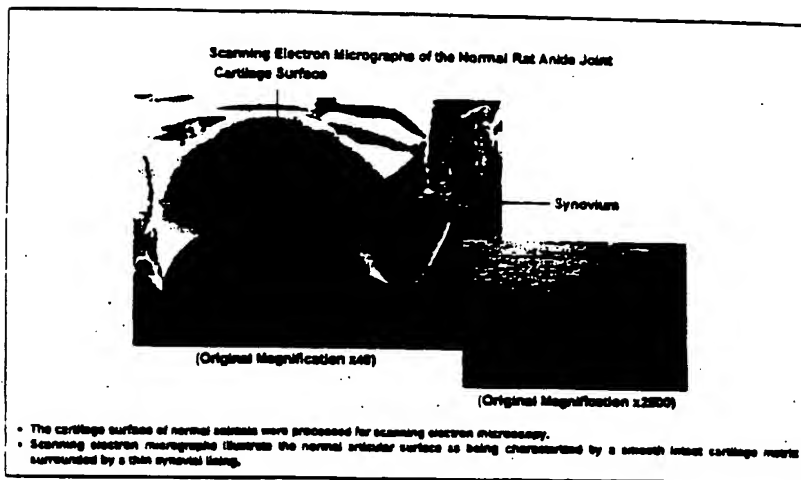 Scanning Electron Micrographs of the Normal Rat Ankle Joint
Cartilage Surface
Synovium
(Original Magnification x46)
(Original Magnification x2500)
• The cartilage surface of normal animals were processed for scanning electron microscopy.
• Scanning electron micrographs illustrate the normal articular surface as being characterized by a smooth intact cartilage matrix
surrounded by a thin synovial lining.